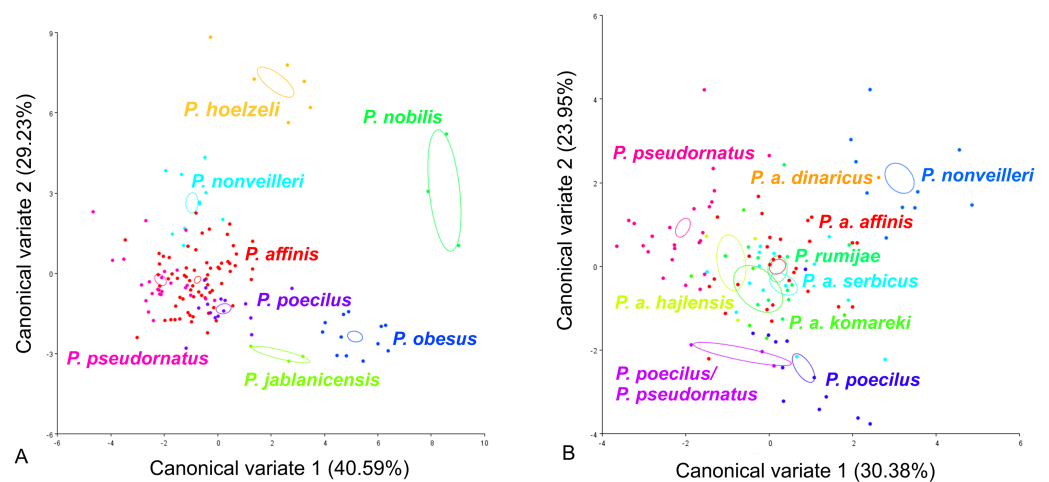 9
6
3
0
-3
-6
-6
-4
-2
0
2
4
6
8
10
Canonical variate 2 (29.23%)
Canonical variate 1 (40.59%)
P. hoelzeli
P. nobilis
P. nonveilleri
P. affinis
P. poecilus
P. obesus
P. pseudornatus
P. jablanicensis
A
6
4
2
0
-2
-4
-4
-2
0
2
4
6
Canonical variate 2 (23.95%)
Canonical variate 1 (30.38%)
P. pseudornatus
P. a. dinaricus
P. nonveilleri
P. a. affinis
P. rumijae
P. a. serbicus
P. a. hajlensis
P. a. komareki
P. poecilus/
P. pseudornatus
P. poecilus
B